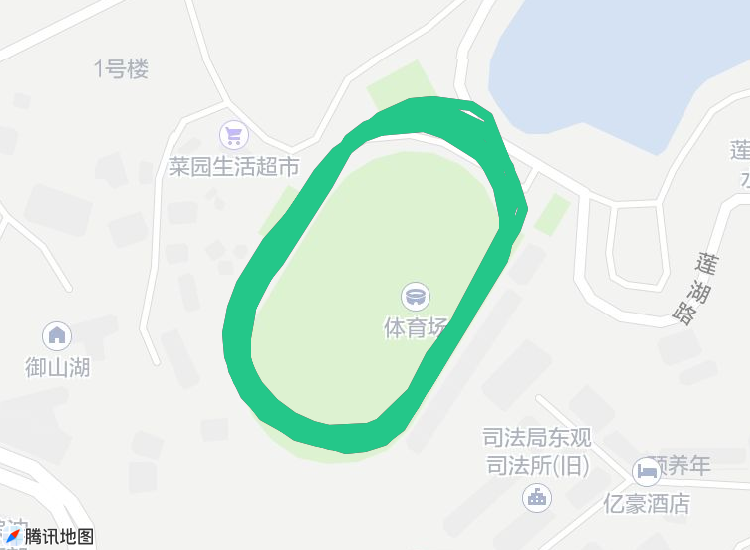 1号楼
菜园生活超市
莲
水
莲湖路
体育场
御山湖
司法局东观
司法所(旧)
颐养年
亿豪酒店
腾讯地图